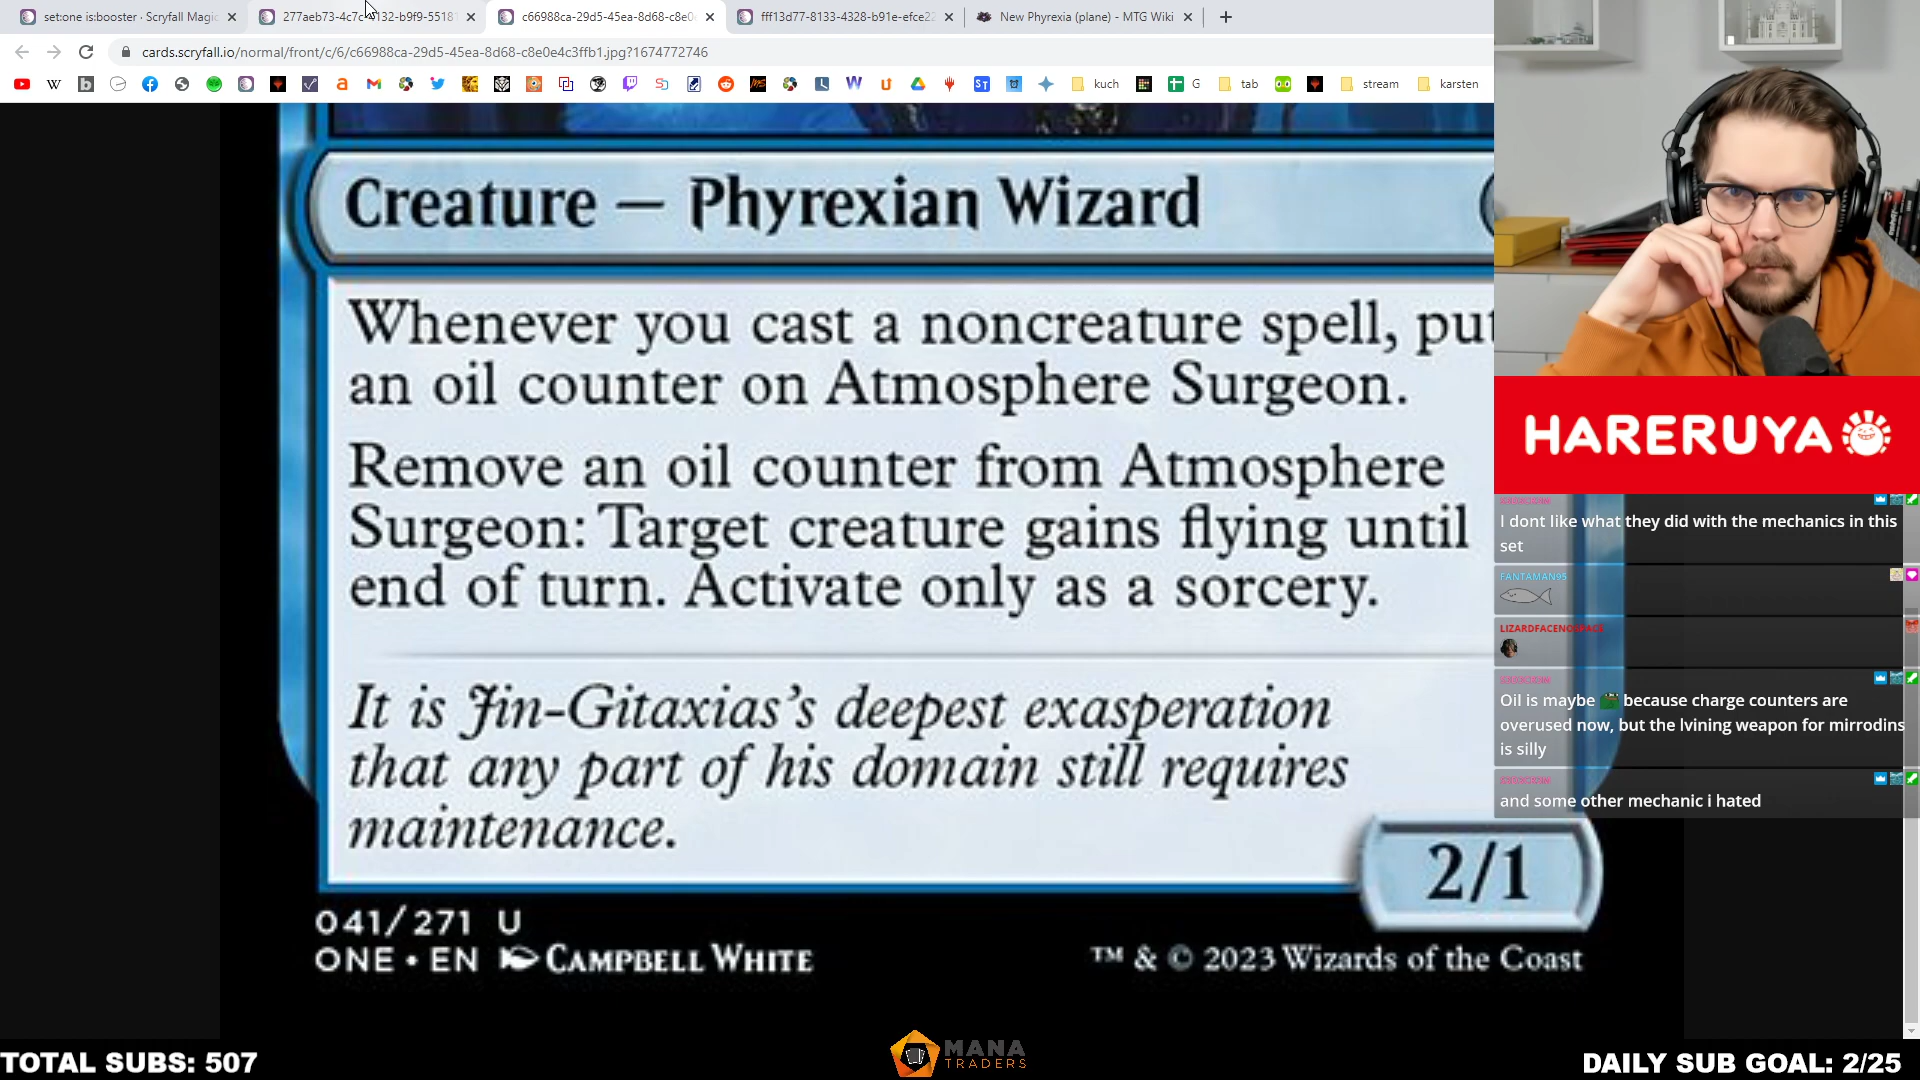 set:one is:booster · Scryfall Magic
277aeb73-4c7c-4132-b9f9-55181
c66988ca-29d5-45ea-8d68-c8e0
fff13d77-8133-4328-b91e-efce22
New Phyrexia (plane) - MTG Wiki
cards.scryfall.io/normal/front/c/6/c66988ca-29d5-45ea-8d68-c8e0e4c3ffb1.jpg?1674772746
kuch
G
tab
stream
karsten
Creature — Phyrexian Wizard
Whenever you cast a noncreature spell, put
an oil counter on Atmosphere Surgeon.
Remove an oil counter from Atmosphere
Surgeon: Target creature gains flying until
end of turn. Activate only as a sorcery.
It is Jin-Gitaxias's deepest exasperation
that any part of his domain still requires
maintenance.
2/1
041/271 U
ONE • EN CAMPBELL WHITE
™ & © 2023 Wizards of the Coast
HARERUYA
I dont like what they did with the mechanics in this
set
FANTAMAN95
Oil is maybe because charge counters are
overused now, but the lvining weapon for mirrodins
is silly
and some other mechanic i hated
TOTAL SUBS: 507
MANA
TRADERS
DAILY SUB GOAL: 2/25